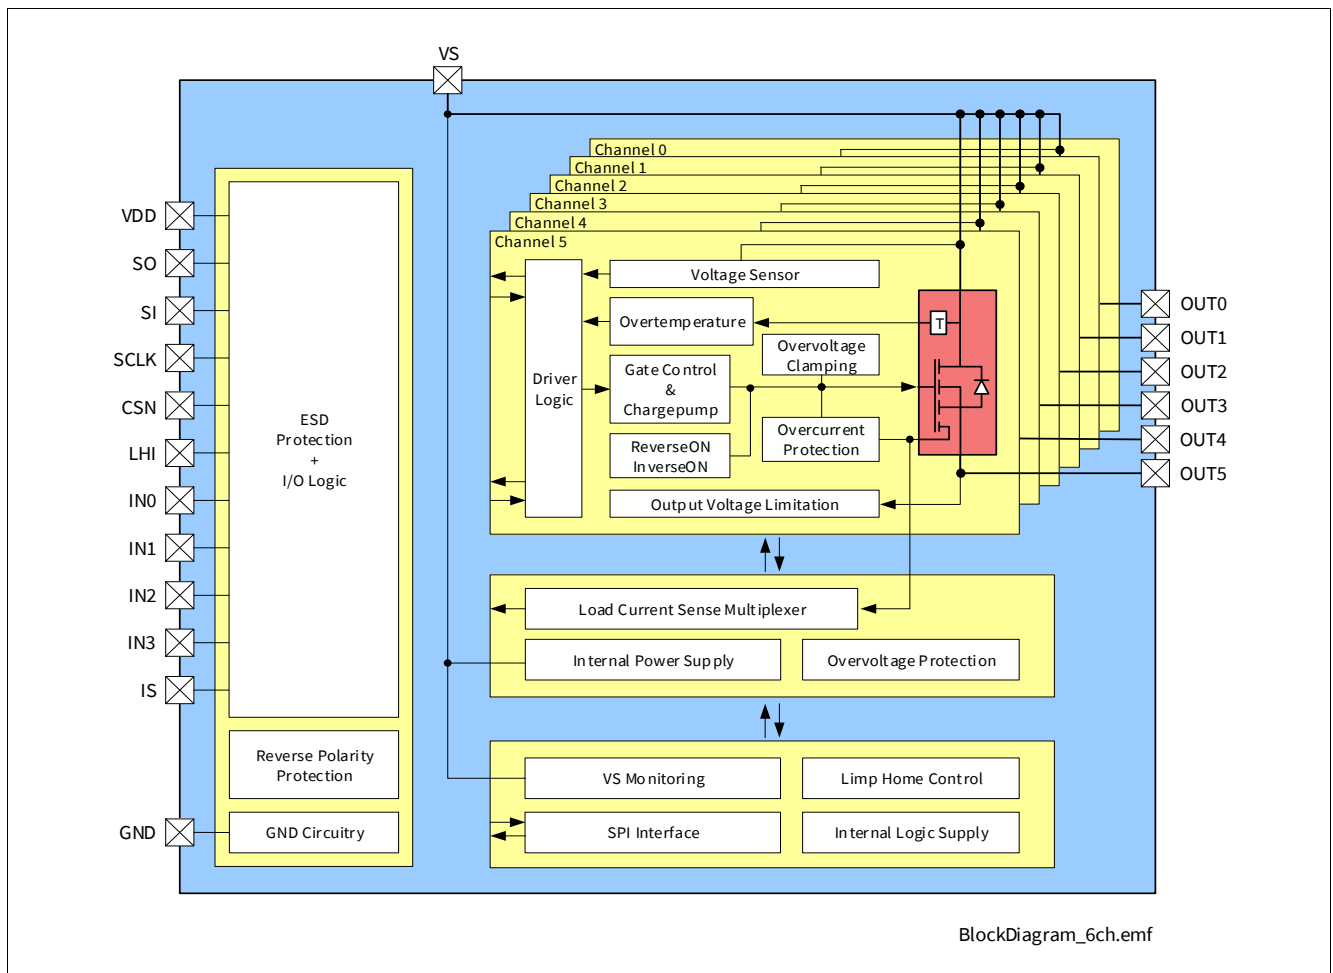 VS
Channel 0
Channel 1
Channel 2
Channel 3
Channel 4
Channel 5
VDD
SO
SI
SCLK
CSN
LHI
IN0
IN1
IN2
IN3
IS
GND
ESD
Protection
+
I/O Logic
Reverse Polarity
Protection
GND Circuitry
Driver
Logic
Voltage Sensor
Overtemperature
T
Overvoltage
Clamping
Gate Control
&
Chargepump
ReverseON
InverseON
Overcurrent
Protection
Output Voltage Limitation
OUT0
OUT1
OUT2
OUT3
OUT4
OUT5
Load Current Sense Multiplexer
Internal Power Supply
Overvoltage Protection
VS Monitoring
Limp Home Control
SPI Interface
Internal Logic Supply
BlockDiagram_6ch.emf